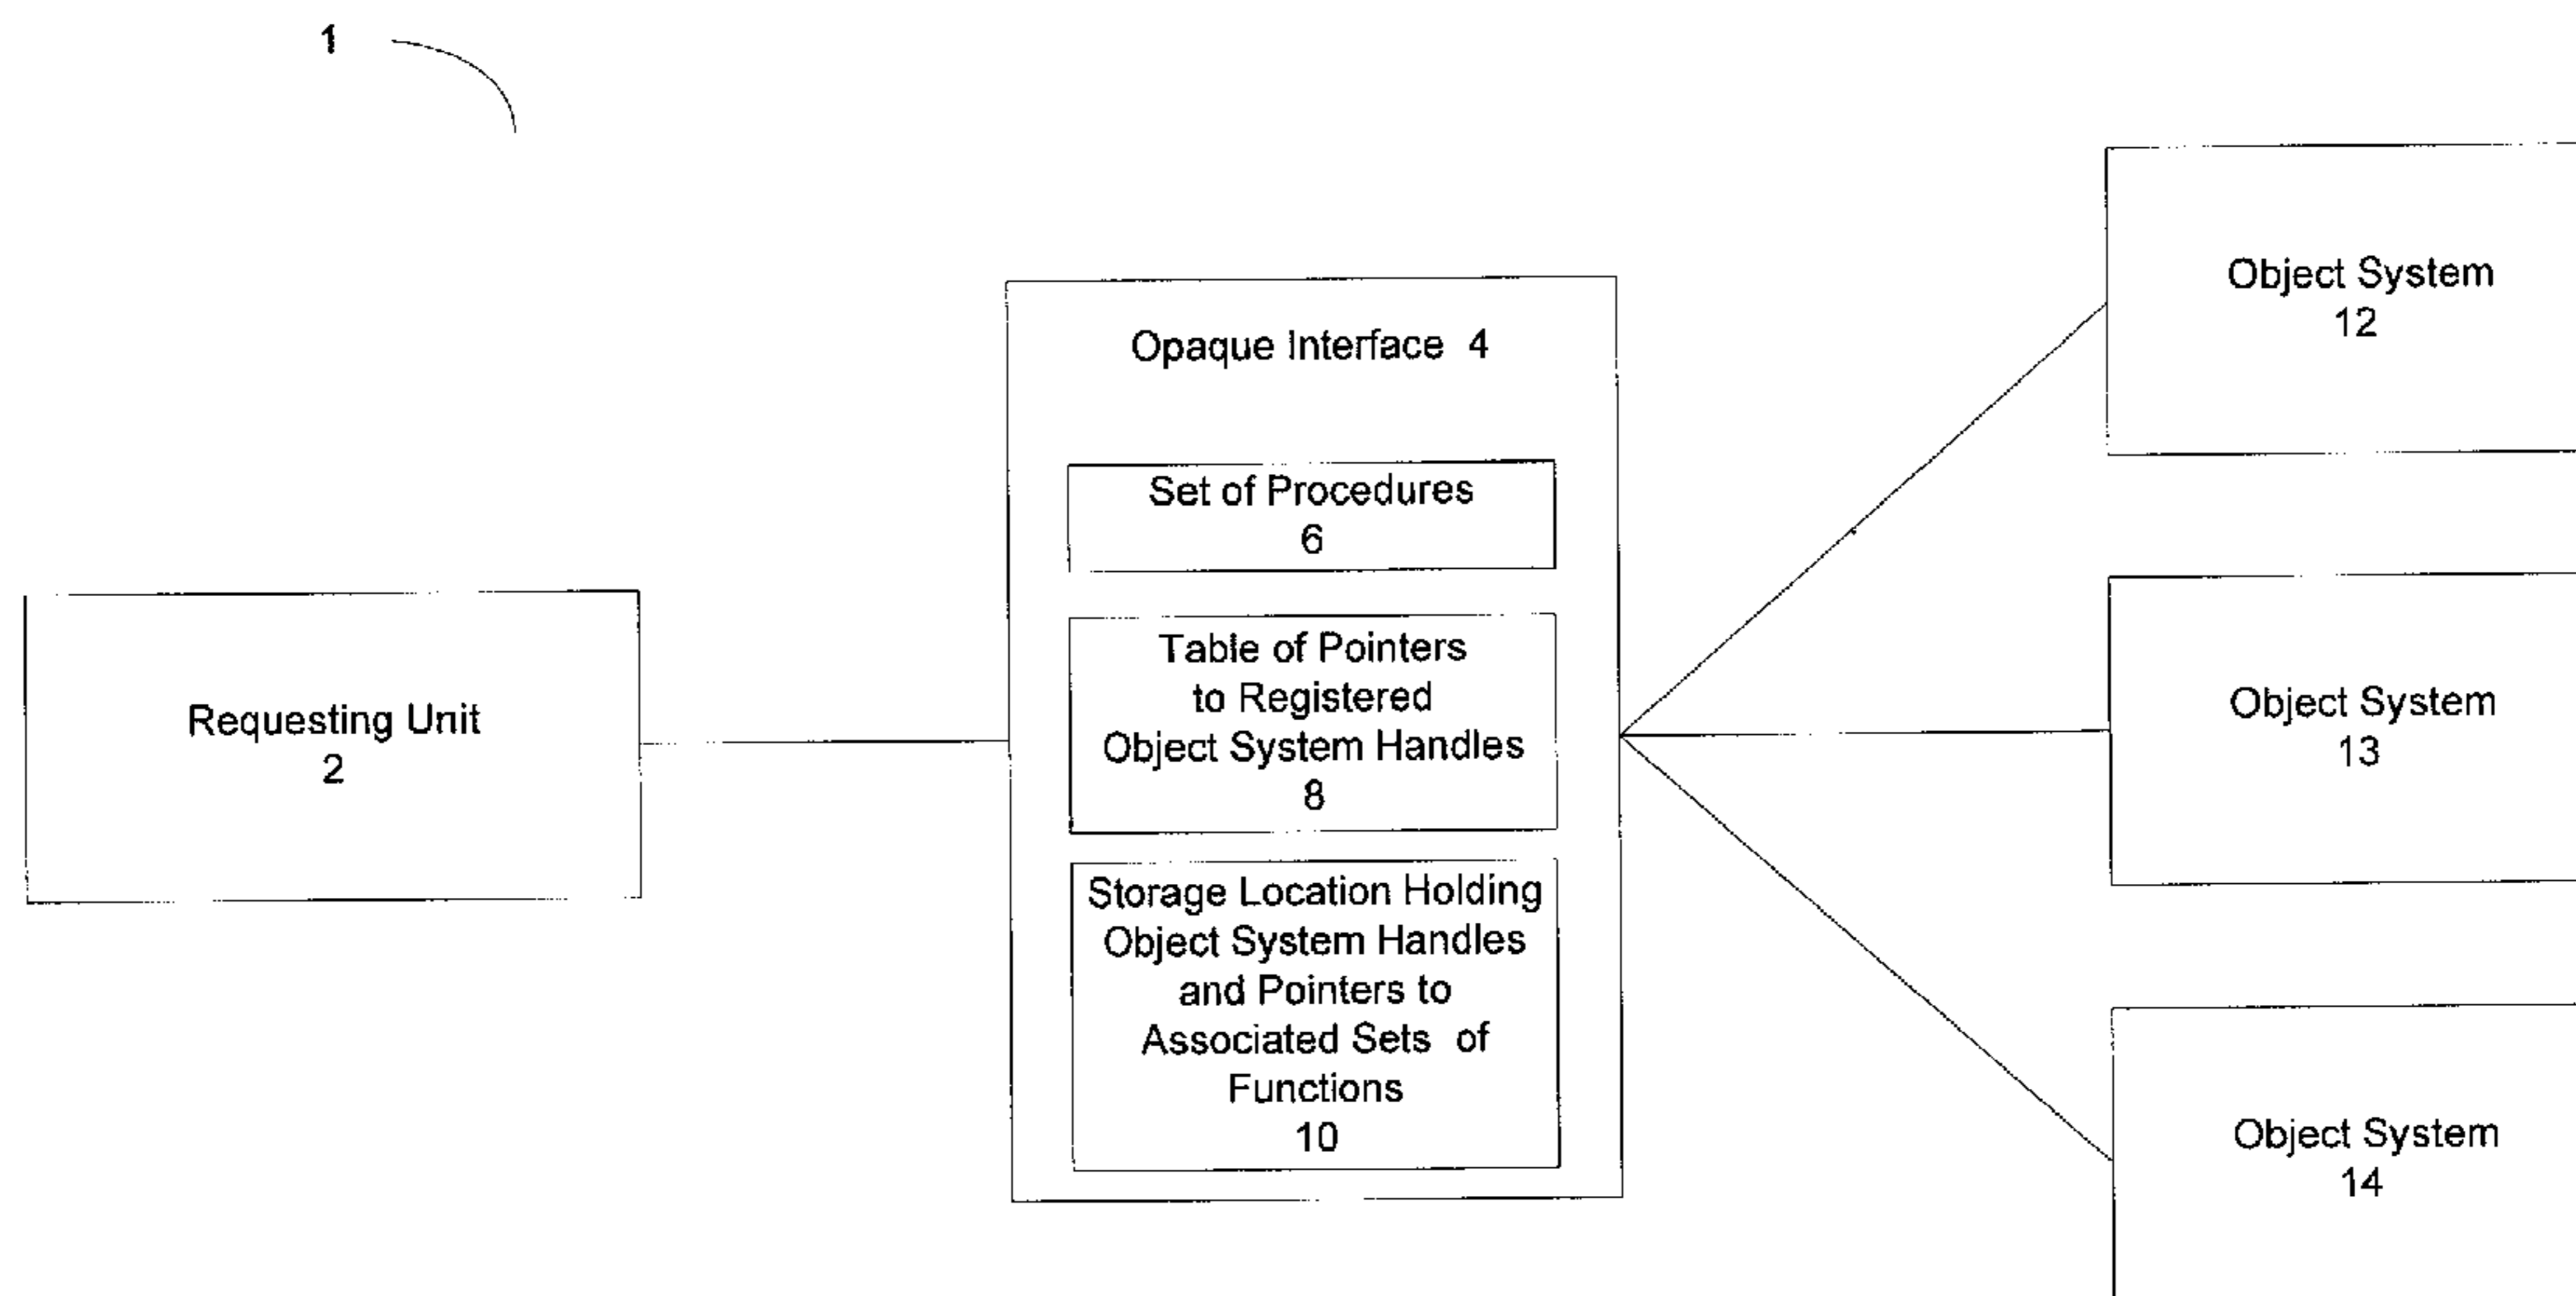 1
Requesting Unit
2
Opaque Interface 4
Set of Procedures
6
Table of Pointers
to Registered
Object System Handles
8
Storage Location Holding
Object System Handles
and Pointers to
Associated Sets of
Functions
10
Object System
12
Object System
13
Object System
14